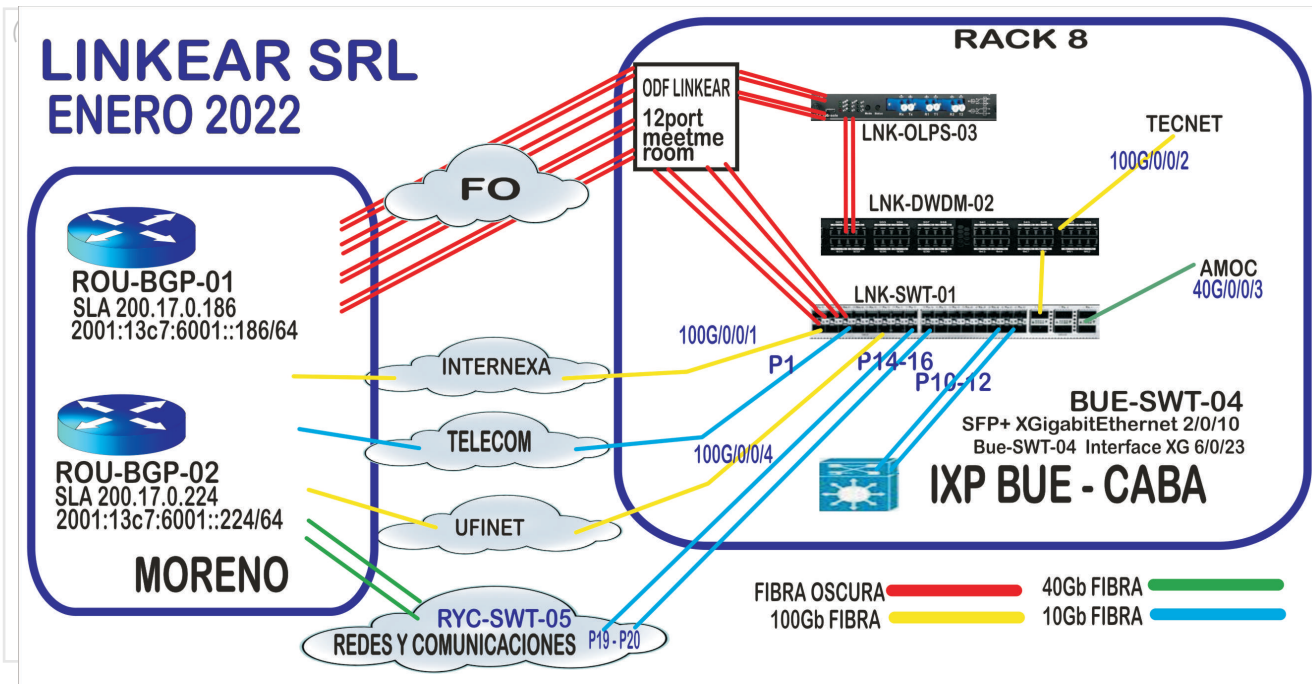 LINKEAR SRL
ENERO 2022
RACK 8
ODF LINKEAR
12port
meetme
room
LNK-OLPS-03
TECNET
100G/0/0/2
LNK-DWDM-02
FO
AMOC
40G/0/0/3
LNK-SWT-01
ROU-BGP-01
SLA 200.17.0.186
2001:13c7:6001::186/64
100G/0/0/1
INTERNEXA
P1
P14-16
P10-12
BUE-SWT-04
SFP+ XGigabitEthernet 2/0/10
Bue-SWT-04 Interface XG 6/0/23
IXP BUE - CABA
TELECOM
100G/0/0/4
ROU-BGP-02
SLA 200.17.0.224
2001:13c7:6001::224/64
UFINET
MORENO
RYC-SWT-05
REDES Y COMUNICACIONES
P19 - P20
FIBRA OSCURA
40Gb FIBRA
100Gb FIBRA
10Gb FIBRA